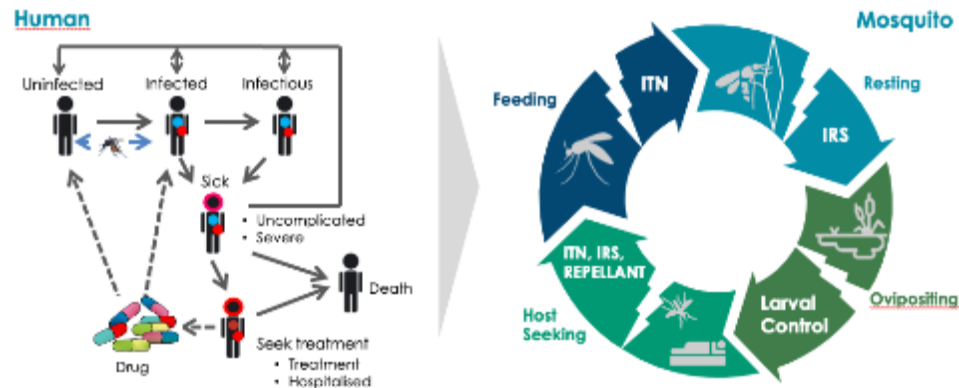 Human
Uninfected
Infected
Infectious
Sick
• Uncomplicated
• Severe
Death
Drug
Seek treatment
• Treatment
• Hospitalised
Mosquito
Feeding
ITN
Resting
IRS
ITN, IRS,
REPELLANT
Host
Seeking
Larval
Control
Ovipositing